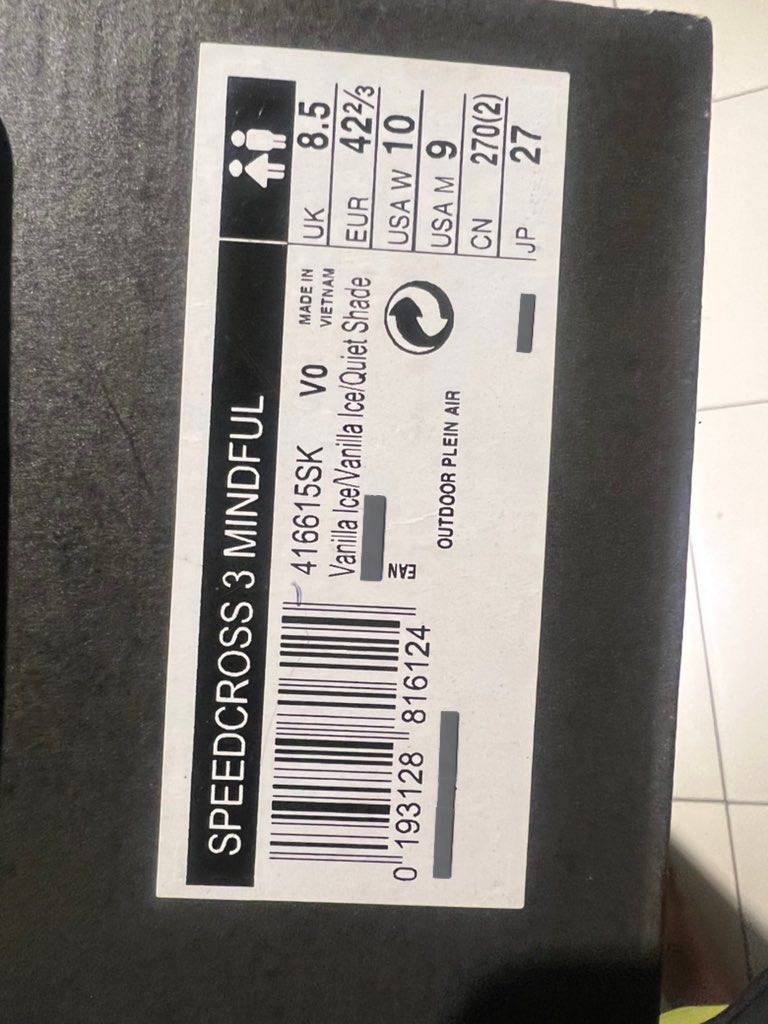 SPEEDCROSS 3 MINDFUL
416615SK V0
MADE IN
VIETNAM
Vanilla Ice/Vanilla Ice/Quiet Shade
EAN
0 193128 816124
OUTDOOR PLEIN AIR
UK 8.5
EUR 42⅔
USA W 10
USA M 9
CN 270(2)
JP 27